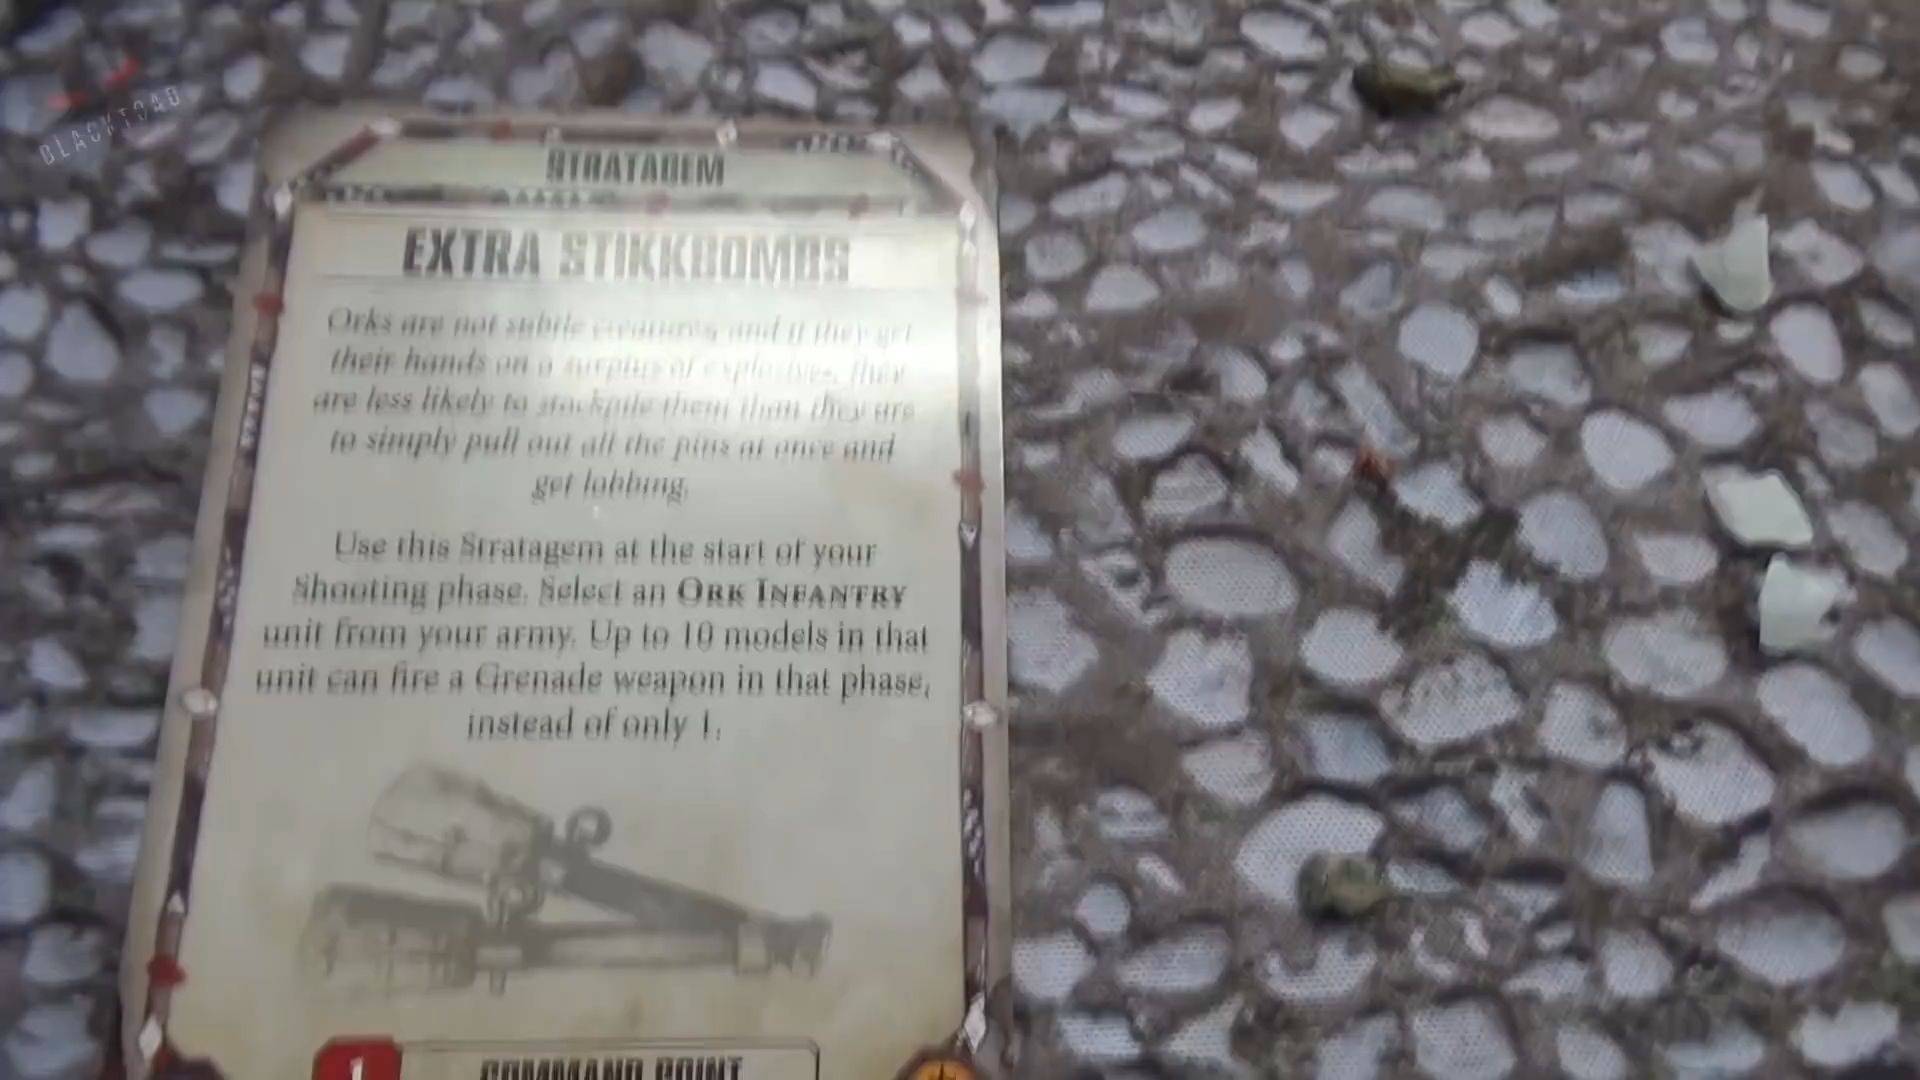 BLACKTOAD
STRATAGEM
EXTRA STIKKBOMBS
Orks are not subtle creatures, and if they get
their hands on a surplus of explosives, they
are less likely to stockpile them than they are
to simply pull out all the pins at once and
get lobbing.
Use this Stratagem at the start of your
Shooting phase. Select an ORK INFANTRY
unit from your army. Up to 10 models in that
unit can fire a Grenade weapon in that phase,
instead of only 1.
1
COMMAND POINT